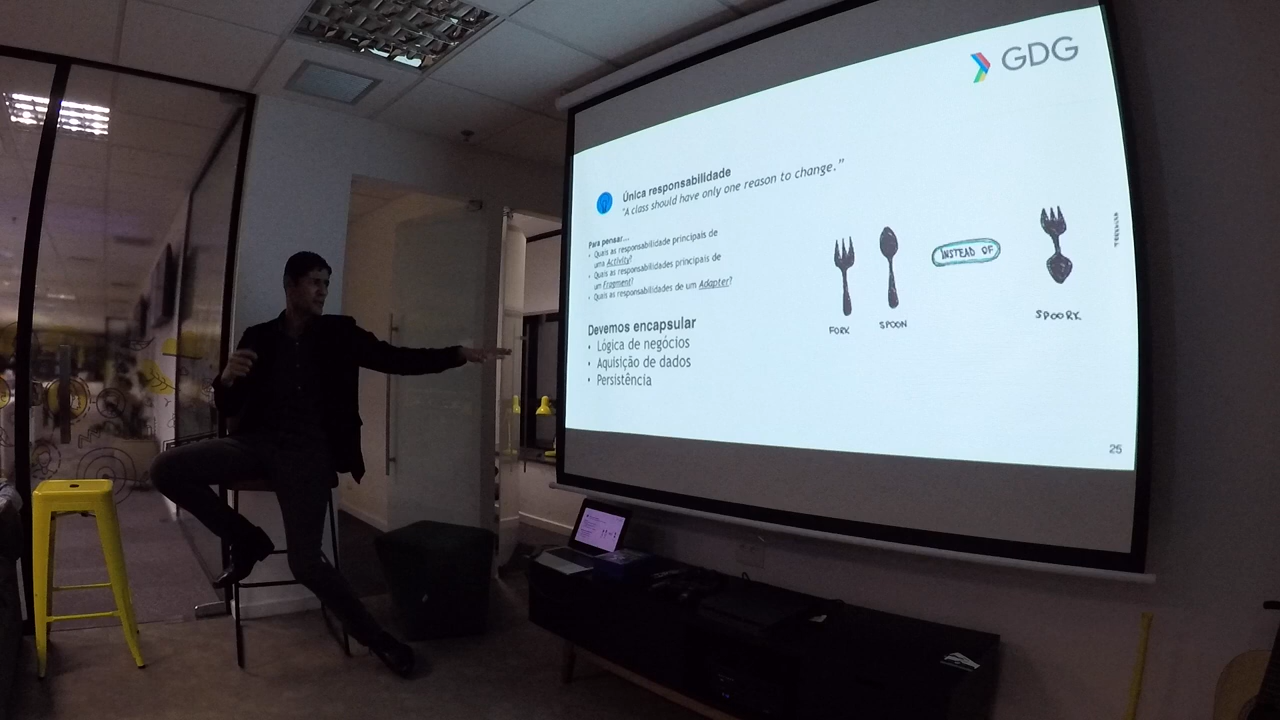 GDG
Única responsabilidade
"A class should have only one reason to change."
Para pensar...
• Quais as responsabilidade principais de
uma Activity?
• Quais as responsabilidades principais de
um Fragment?
• Quais as responsabilidades de um Adapter?
Devemos encapsular
• Lógica de negócios
• Aquisição de dados
• Persistência
FORK
SPOON
INSTEAD OF
SPOORK
25